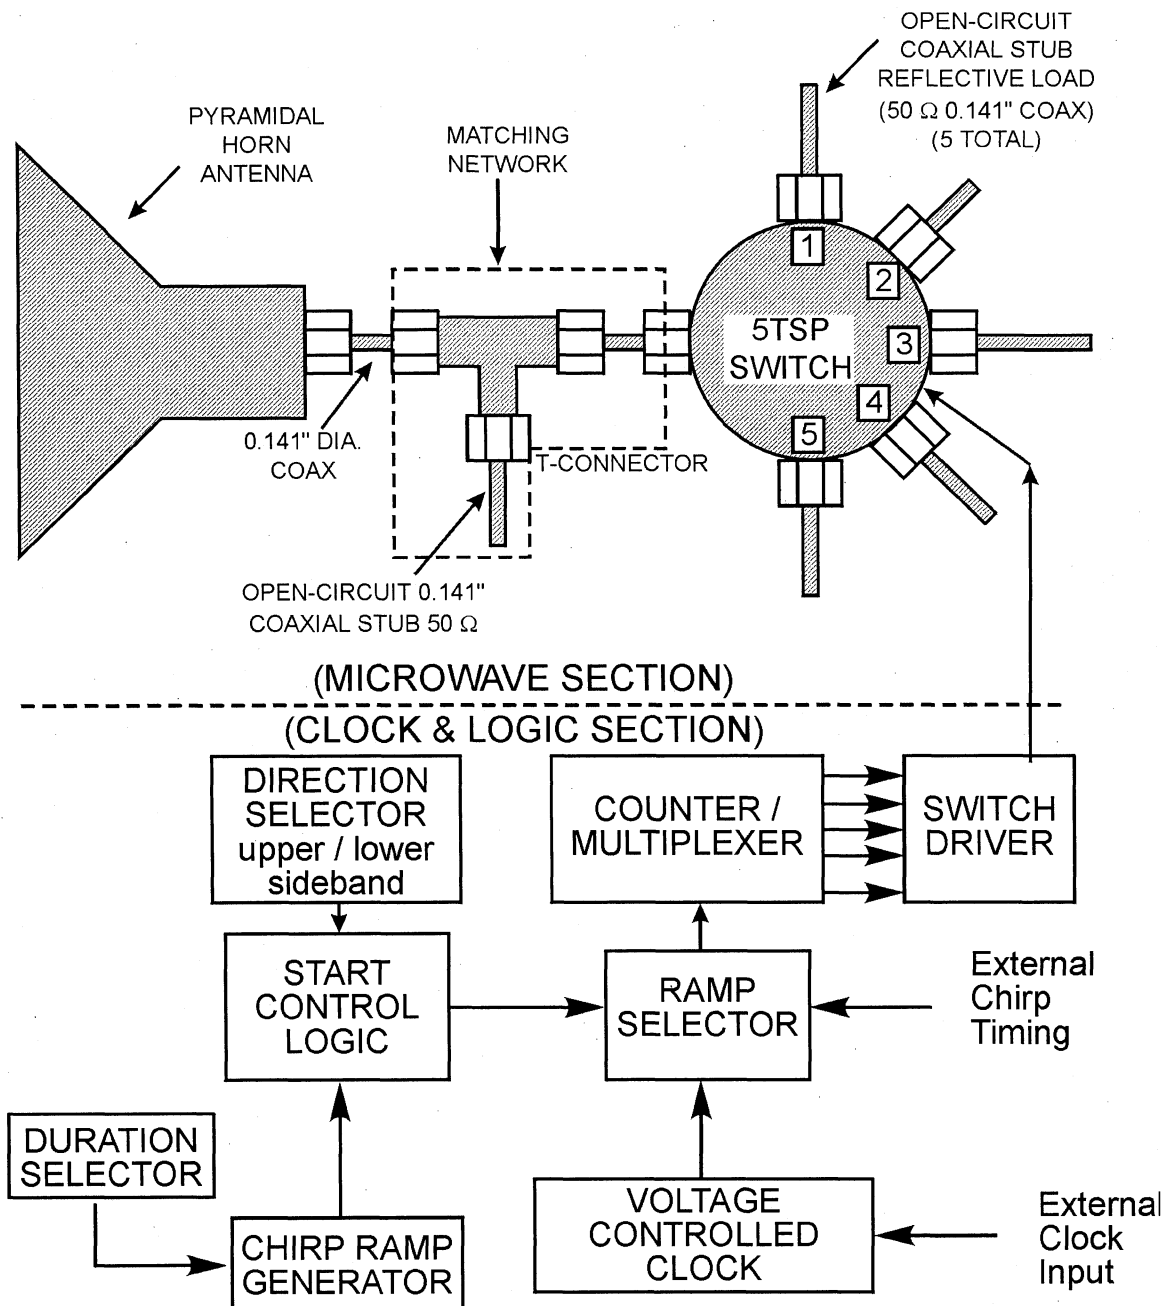 OPEN-CIRCUIT
COAXIAL STUB
REFLECTIVE LOAD
(50 Ω 0.141" COAX)
(5 TOTAL)
PYRAMIDAL
HORN
ANTENNA
MATCHING
NETWORK
1
2
3
4
5
5TSP
SWITCH
0.141" DIA.
COAX
T-CONNECTOR
OPEN-CIRCUIT 0.141"
COAXIAL STUB 50 Ω
(MICROWAVE SECTION)
(CLOCK & LOGIC SECTION)
DIRECTION
SELECTOR
upper / lower
sideband
COUNTER /
MULTIPLEXER
SWITCH
DRIVER
START
CONTROL
LOGIC
RAMP
SELECTOR
External
Chirp
Timing
DURATION
SELECTOR
CHIRP RAMP
GENERATOR
VOLTAGE
CONTROLLED
CLOCK
External
Clock
Input